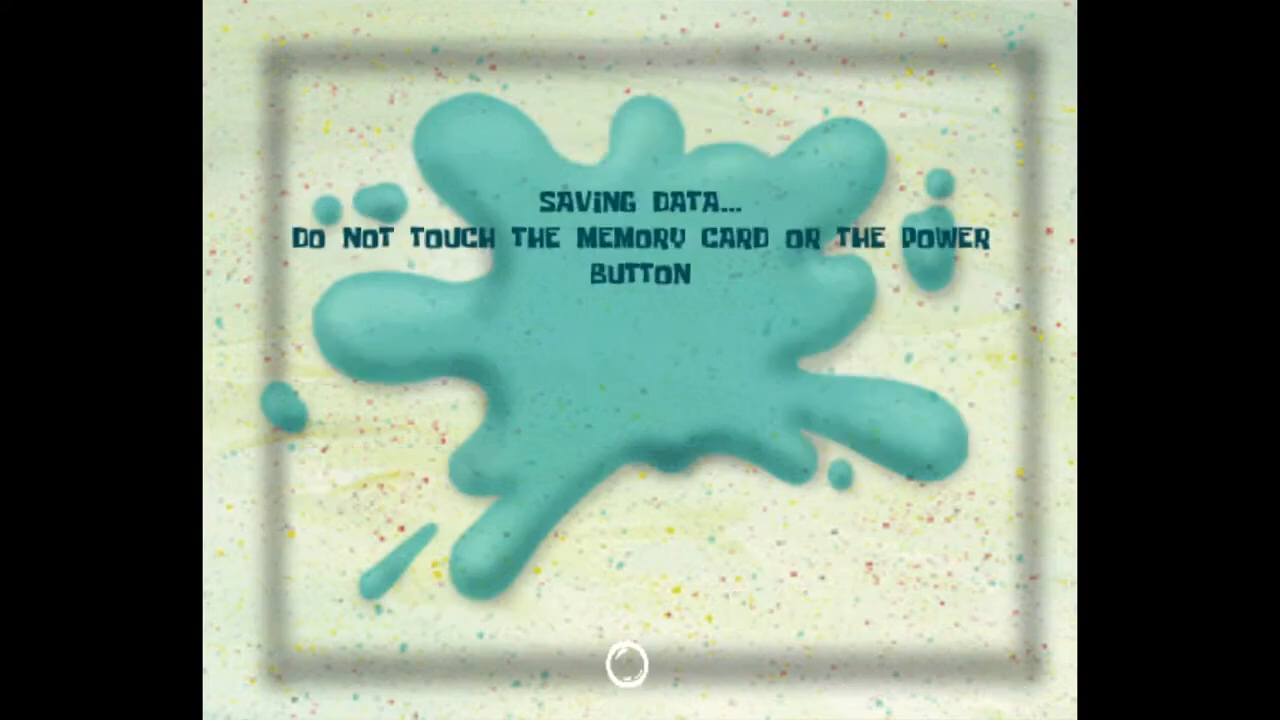 SAVING DATA...
DO NOT TOUCH THE MEMORY CARD OR THE POWER
BUTTON